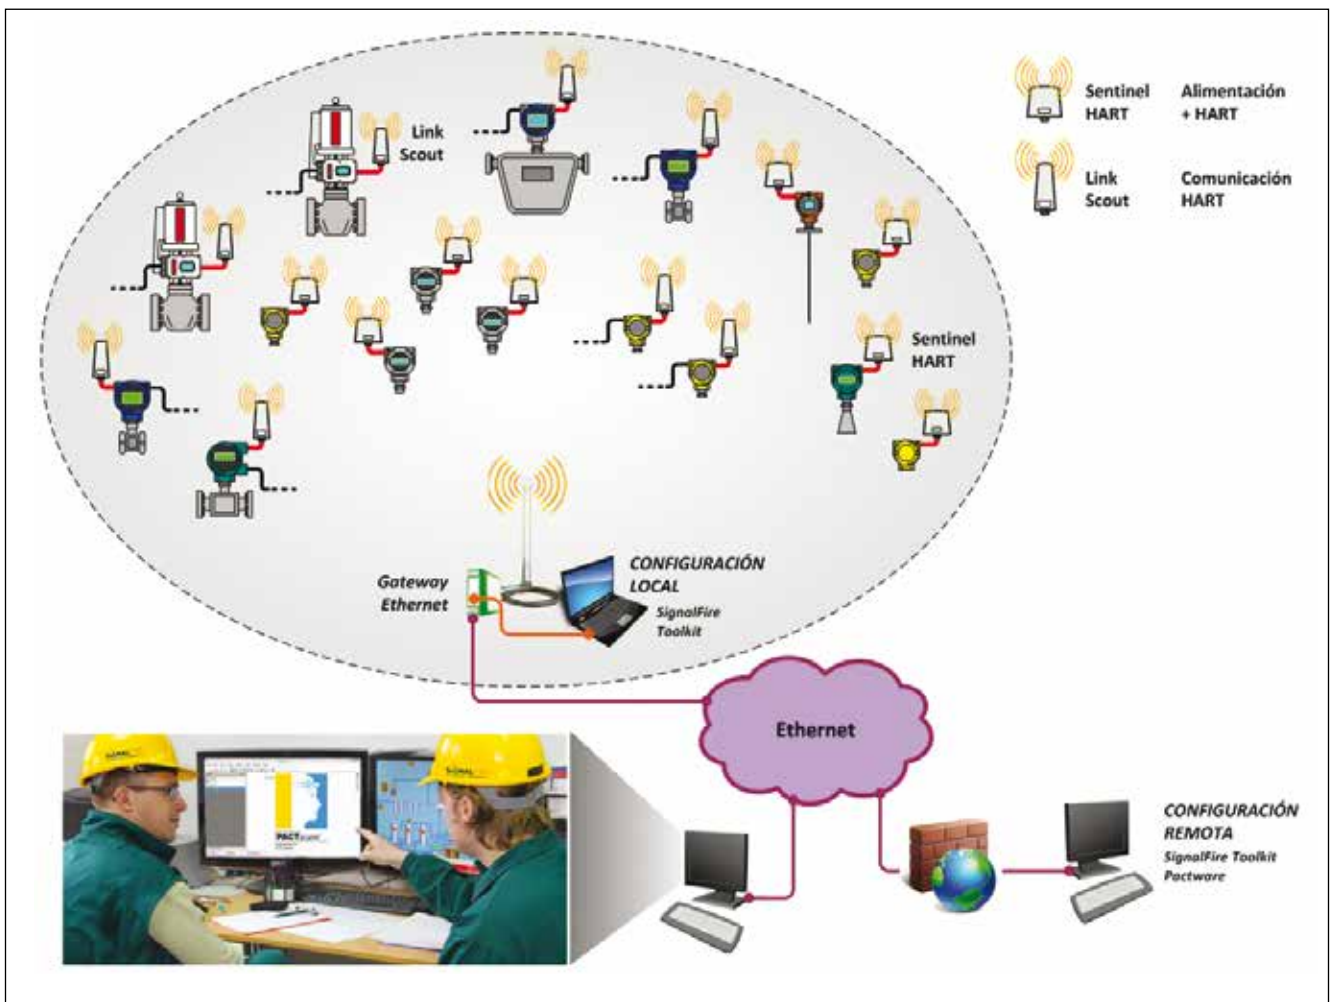 Link
Scout
Sentinel
HART
Alimentación
+ HART
Link
Scout
Comunicación
HART
Sentinel
HART
Gateway
Ethernet
CONFIGURACIÓN
LOCAL
SignalFire
Toolkit
Ethernet
PACTware
CONFIGURACIÓN
REMOTA
SignalFire Toolkit
Pactware